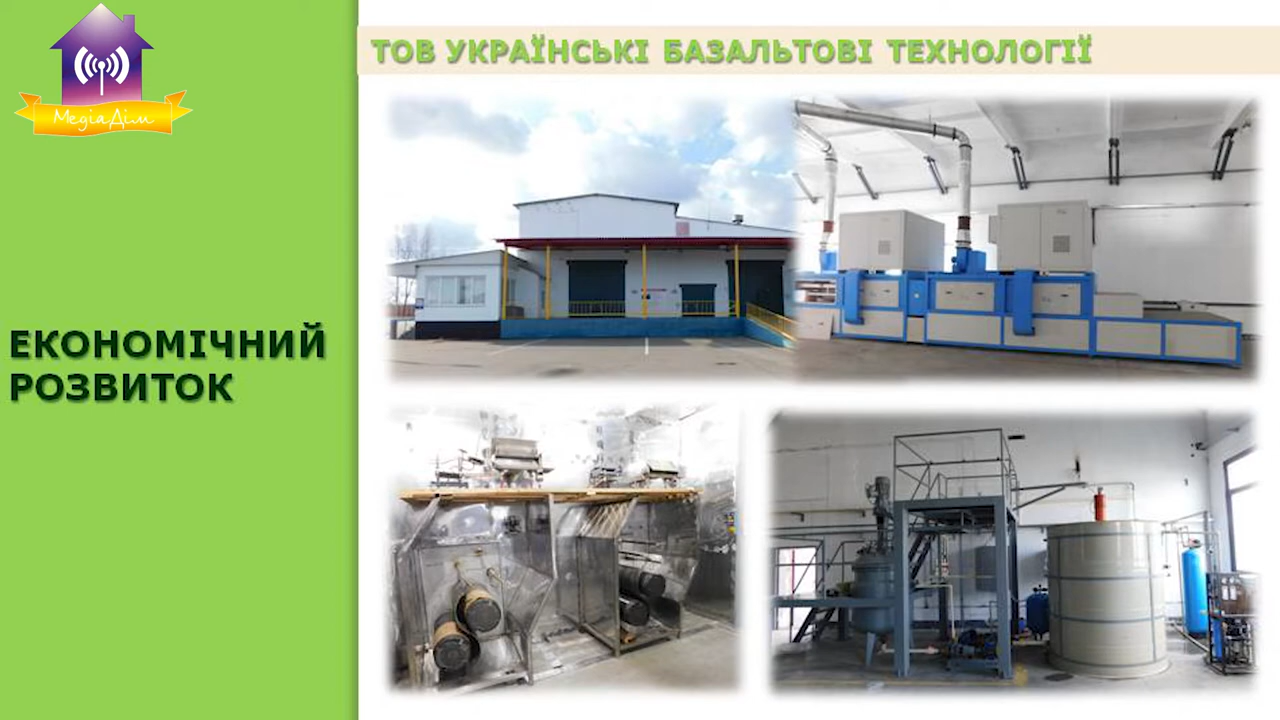 МедіаДім
ТОВ УКРАЇНСЬКІ БАЗАЛЬТОВІ ТЕХНОЛОГІЇ
ЕКОНОМІЧНИЙ
РОЗВИТОК